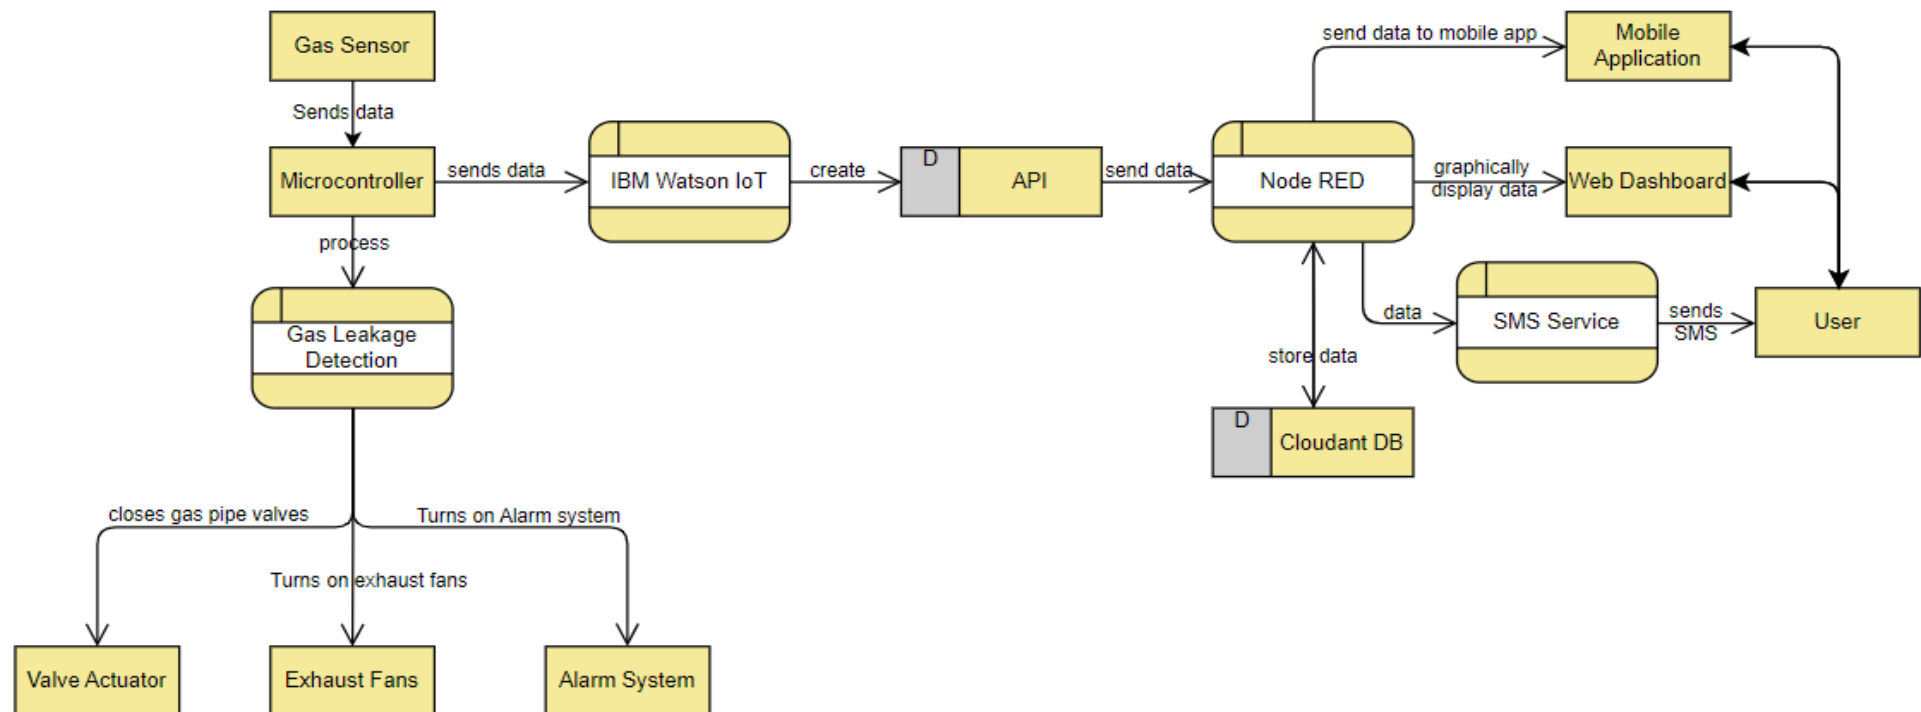 Gas Sensor
Sends data
Microcontroller
sends data
IBM Watson IoT
create
D
API
send data
Node RED
send data to mobile app
Mobile
Application
graphically
display data
Web Dashboard
data
SMS Service
sends
SMS
User
store data
D
Cloudant DB
process
Gas Leakage
Detection
closes gas pipe valves
Turns on Alarm system
Turns on exhaust fans
Valve Actuator
Exhaust Fans
Alarm System